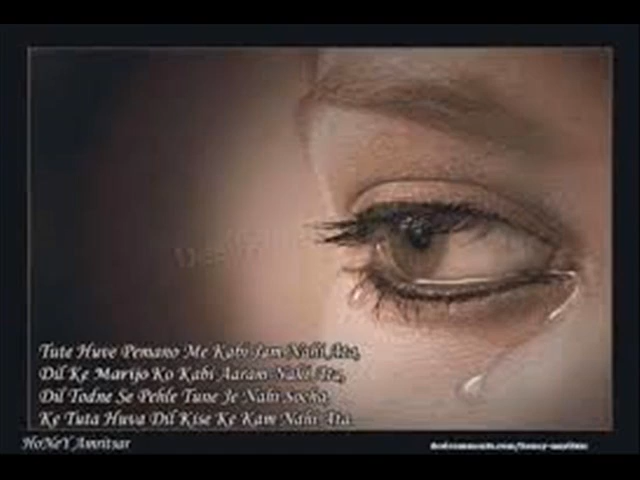 Tute Huve Pemano Me Kabi Jam Nahi Ata,
Dil Ke Marijo Ko Kabi Aaram Nahi Ata,
Dil Todne Se Pehle Tune Je Nahi Socha
Ke Tuta Huva Dil Kise Ke Kam Nahi Ata.
HoNeY Amritsar